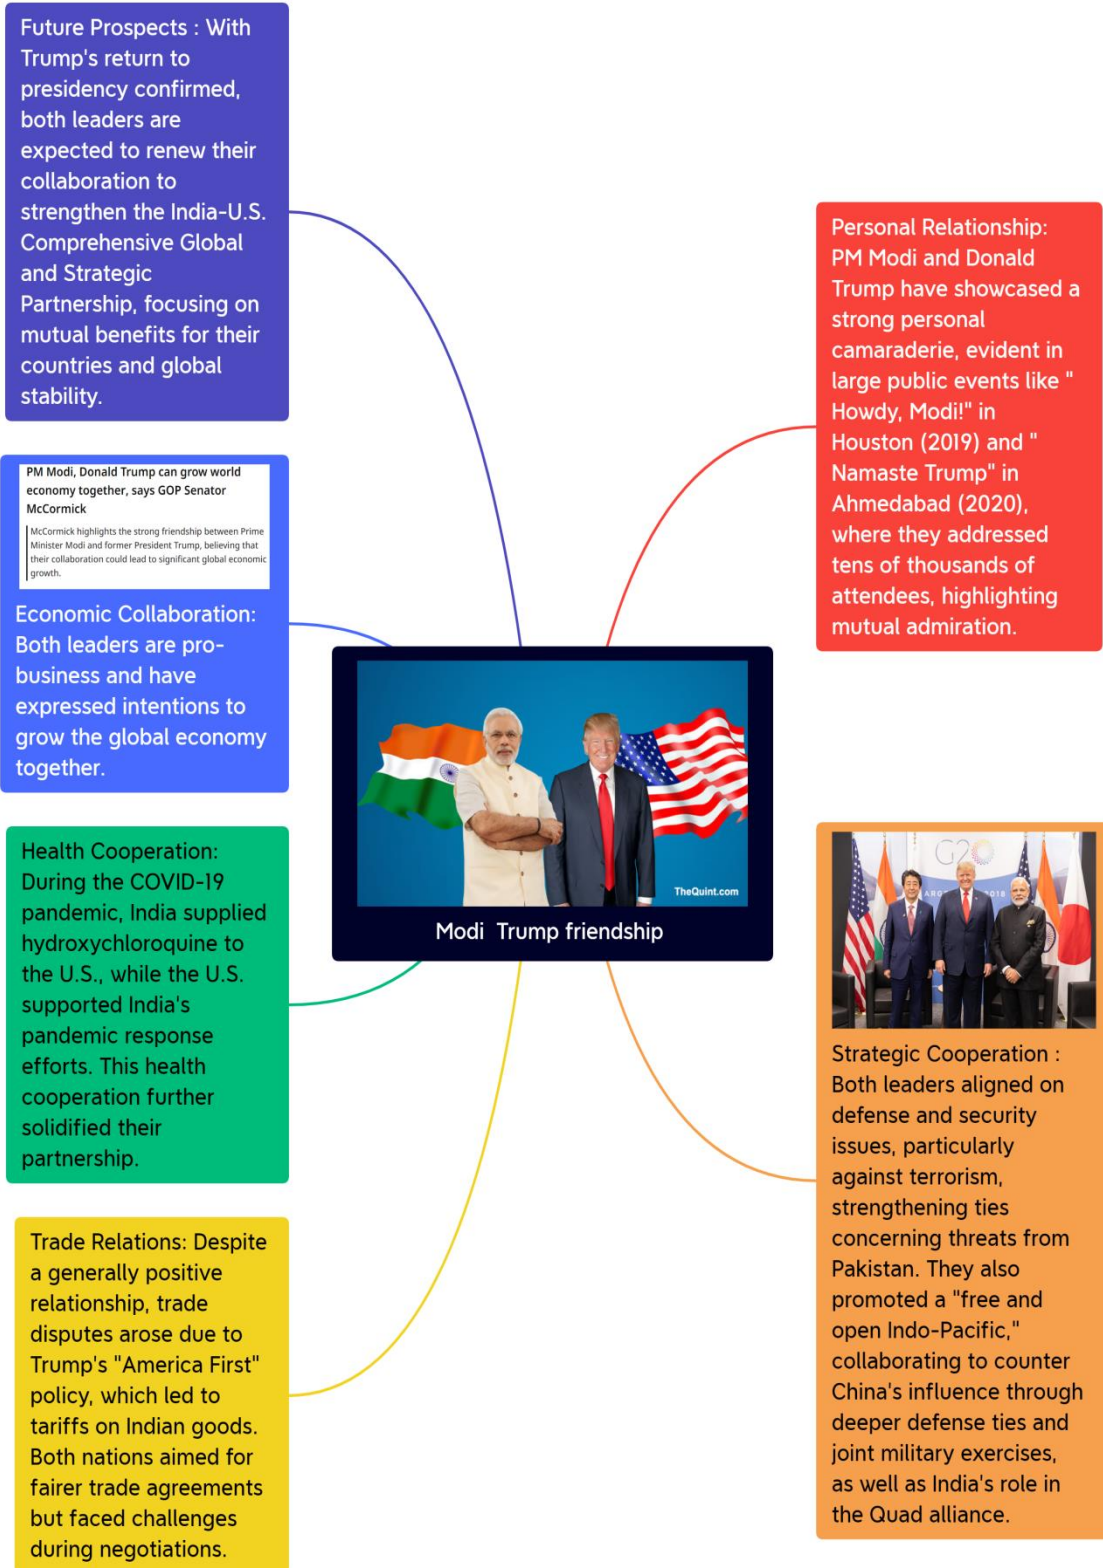 Future Prospects : With
Trump's return to
presidency confirmed,
both leaders are
expected to renew their
collaboration to
strengthen the India-U.S.
Comprehensive Global
and Strategic
Partnership, focusing on
mutual benefits for their
countries and global
stability.
PM Modi, Donald Trump can grow world
economy together, says GOP Senator
McCormick
McCormick highlights the strong friendship between Prime
Minister Modi and former President Trump, believing that
their collaboration could lead to significant global economic
growth.
Economic Collaboration:
Both leaders are pro-
business and have
expressed intentions to
grow the global economy
together.
Health Cooperation:
During the COVID-19
pandemic, India supplied
hydroxychloroquine to
the U.S., while the U.S.
supported India's
pandemic response
efforts. This health
cooperation further
solidified their
partnership.
Trade Relations: Despite
a generally positive
relationship, trade
disputes arose due to
Trump's "America First"
policy, which led to
tariffs on Indian goods.
Both nations aimed for
fairer trade agreements
but faced challenges
during negotiations.
TheQuint.com
Modi  Trump friendship
Personal Relationship:
PM Modi and Donald
Trump have showcased a
strong personal
camaraderie, evident in
large public events like "
Howdy, Modi!" in
Houston (2019) and "
Namaste Trump" in
Ahmedabad (2020),
where they addressed
tens of thousands of
attendees, highlighting
mutual admiration.
G20
2018
Strategic Cooperation :
Both leaders aligned on
defense and security
issues, particularly
against terrorism,
strengthening ties
concerning threats from
Pakistan. They also
promoted a "free and
open Indo-Pacific,"
collaborating to counter
China's influence through
deeper defense ties and
joint military exercises,
as well as India's role in
the Quad alliance.